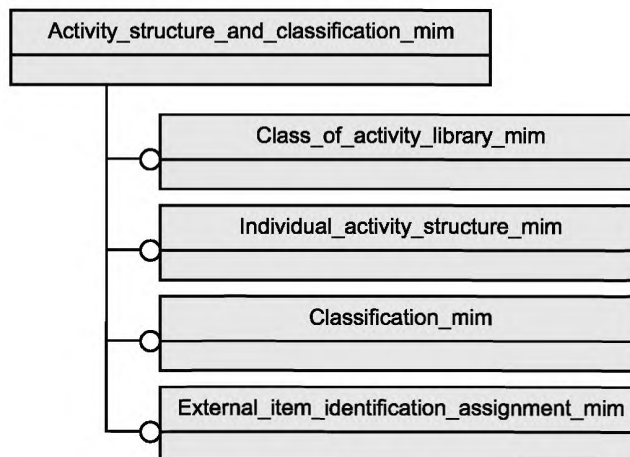 Activity_structure_and_classification_mim
Class_of_activity_library_mim
Individual_activity_structure_mim
Classification_mim
External_item_identification_assignment_mim